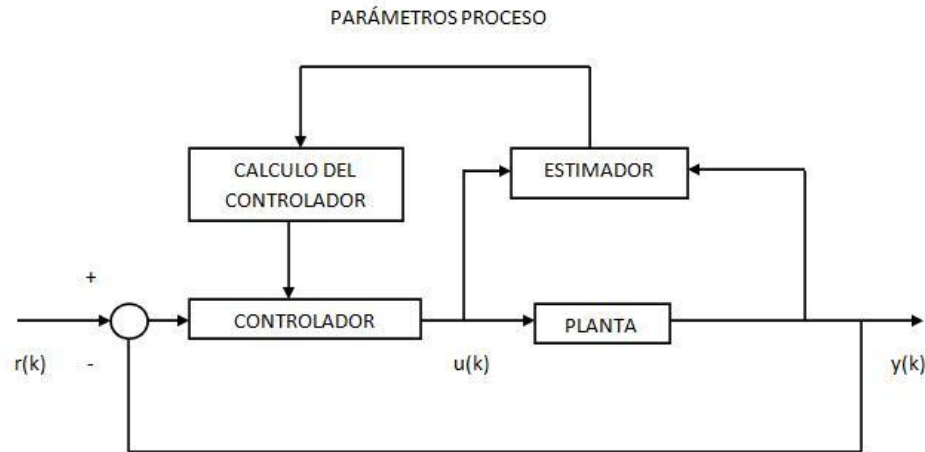 PARÁMETROS PROCESO
CALCULO DEL
CONTROLADOR
ESTIMADOR
+
CONTROLADOR
PLANTA
r(k)
-
u(k)
y(k)